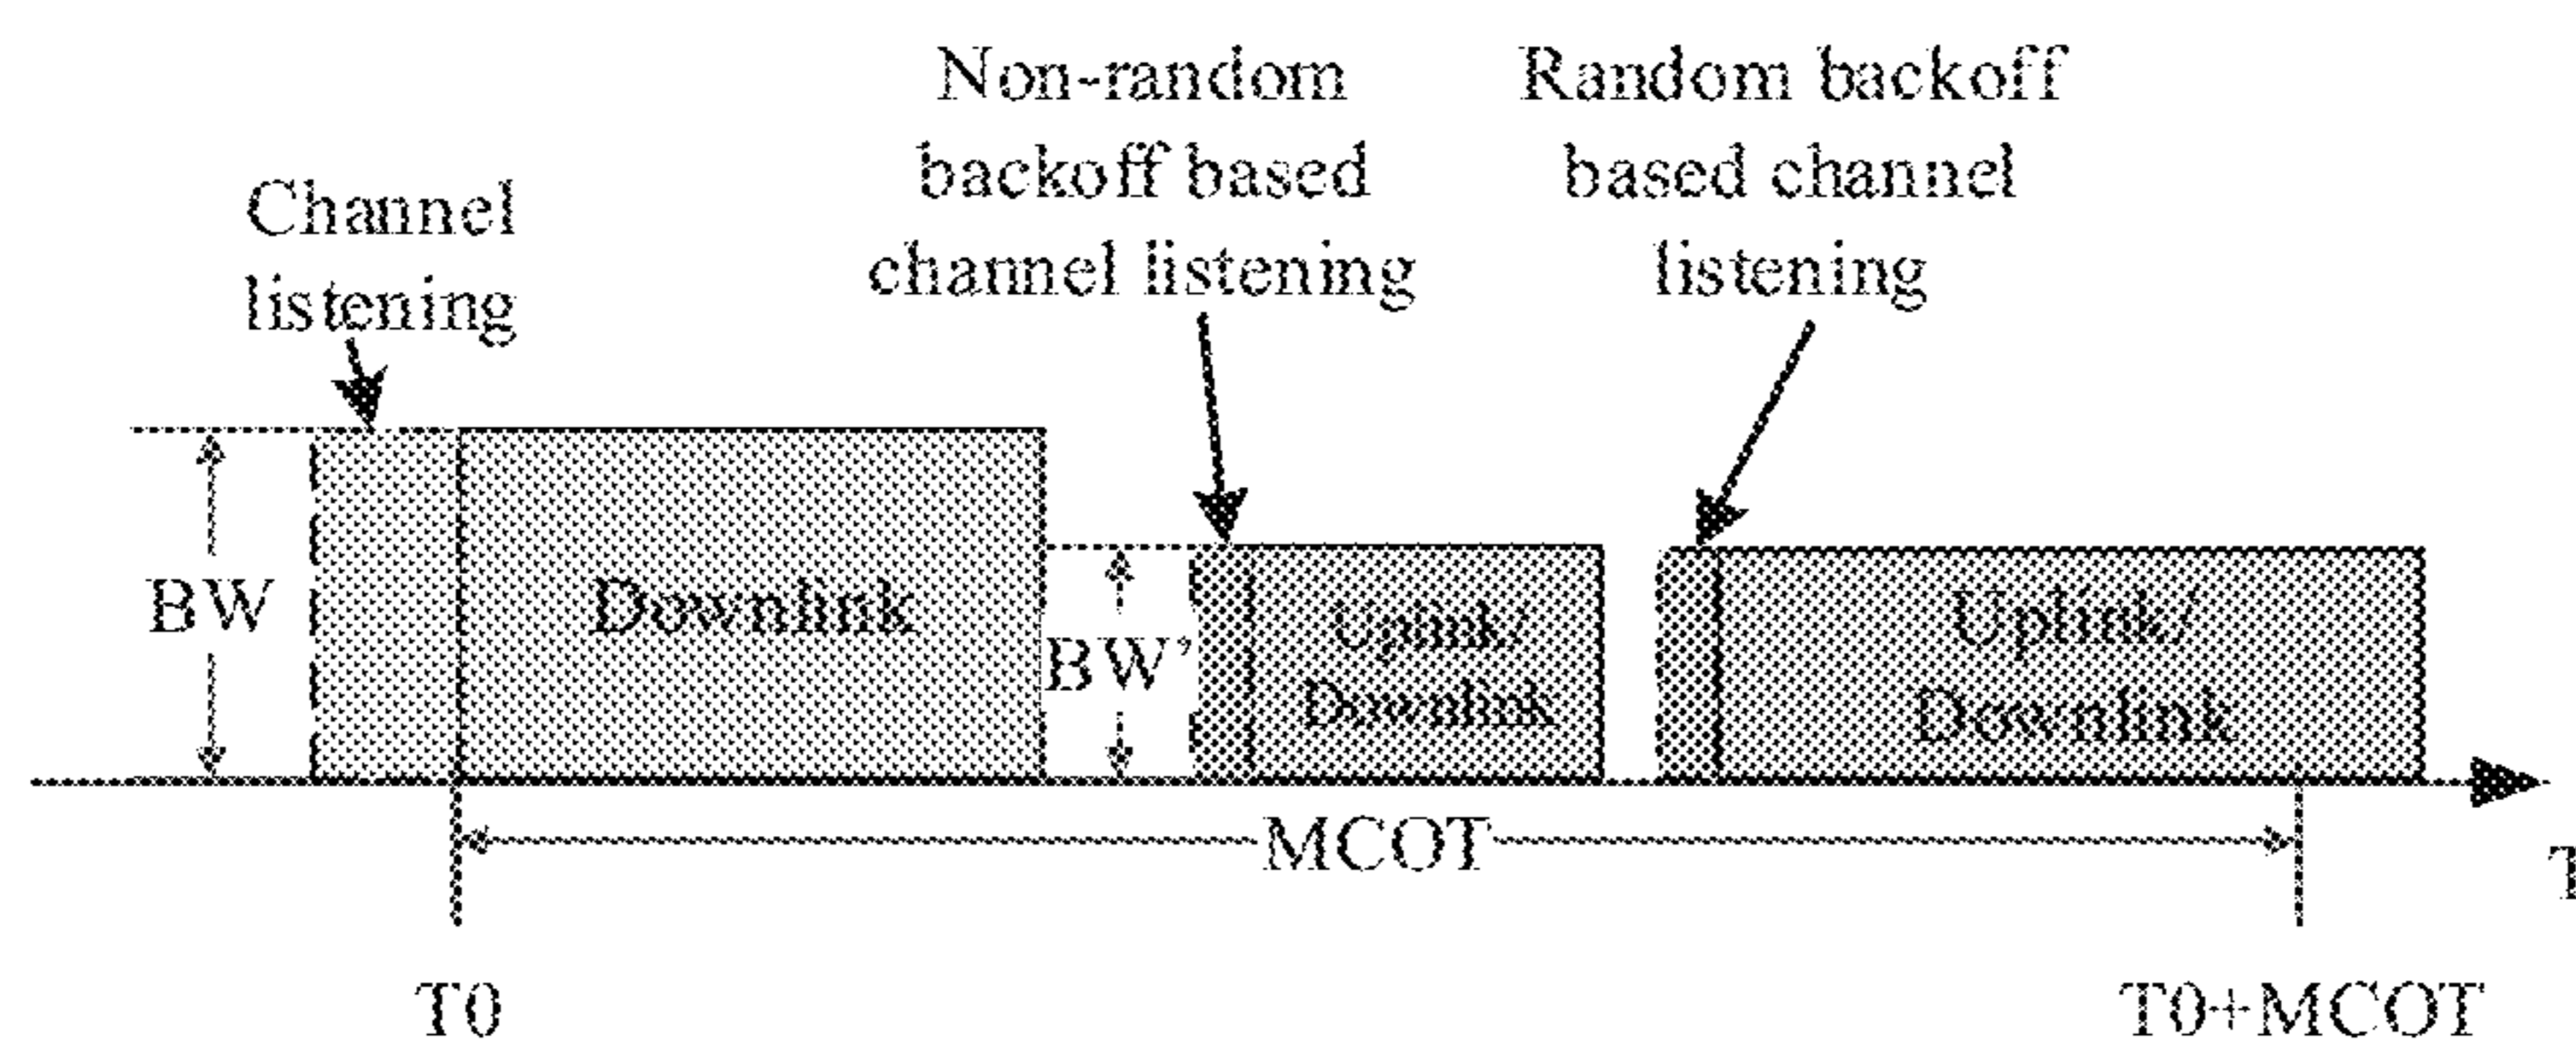 Channel
listening
Non-random
backoff based
channel listening
Random backoff
based channel
listening
BW
Downlink
BW'
Uplink/
Downlink
Uplink/
Downlink
MCOT
T
T0
T0+MCOT